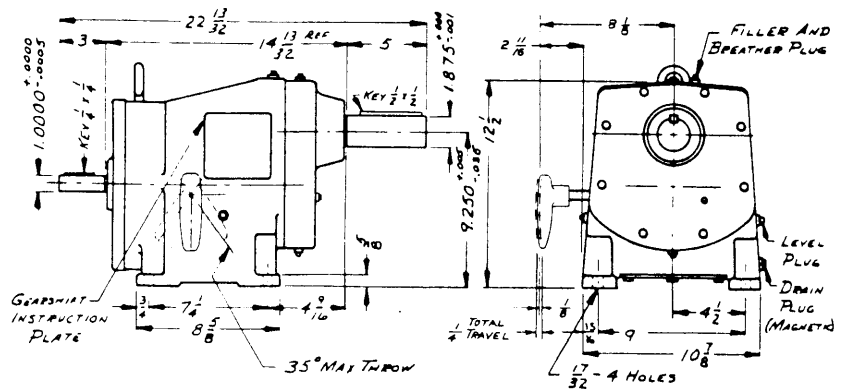 22 13/32
3
14 13/32 REF
5
1.0000 +.0000 -.0005
KEY 1/4 x 1/4
KEY 1/2 x 1/2
1.875 +.000 -.001
9.250 +.005 -.036
12 1/2
5/8
GEARSHIFT
INSTRUCTION
PLATE
3/4
7 1/4
4 9/16
8 5/8
35° MAX THROW
8 1/8
2 11/16
FILLER AND
BREATHER PLUG
LEVEL
PLUG
DRAIN
PLUG
(MAGNETIC)
1/8
1/4 TOTAL
TRAVEL
15/16
4 1/2
9
10 7/8
17/32 - 4 HOLES